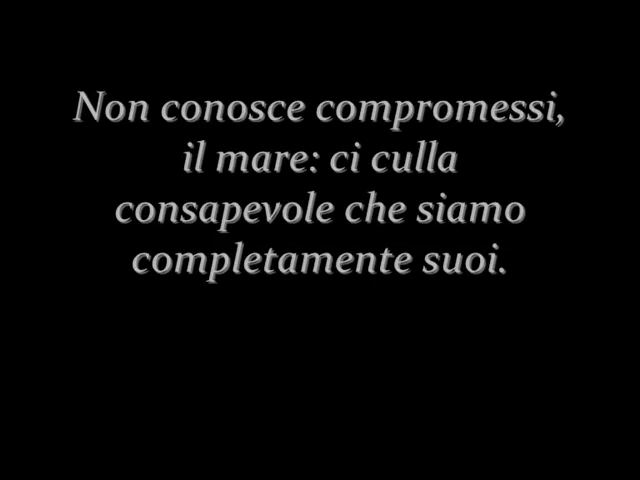 Non conosce compromessi,
il mare: ci culla
consapevole che siamo
completamente suoi.